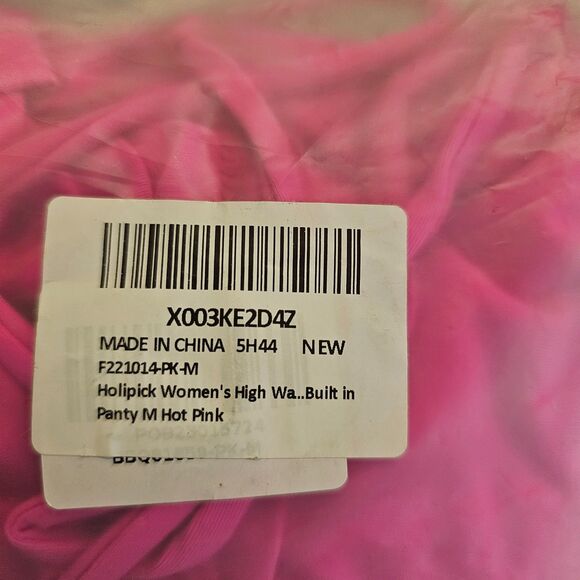 X003KE2D4Z
MADE IN CHINA 5H44 NEW
F221014-PK-M
Holipick Women's High Wa..Built in
Panty M Hot Pink